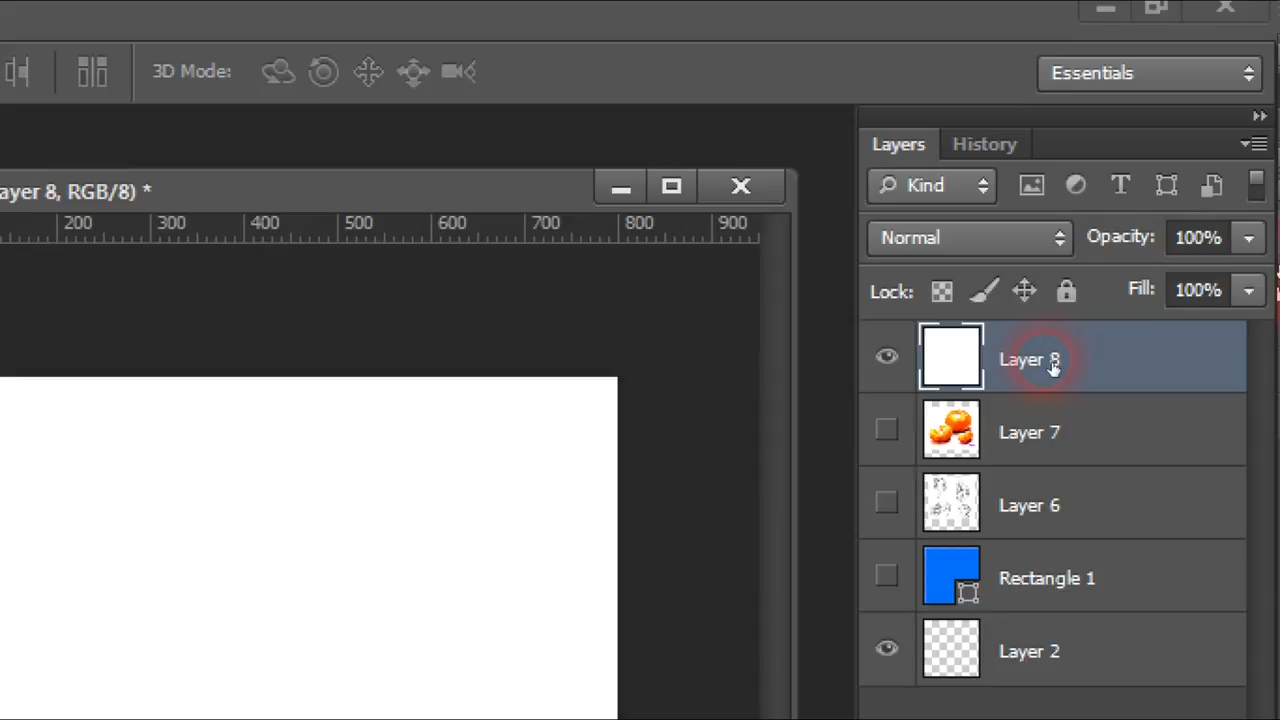 3D Mode:
Essentials
Layers
History
ayer 8, RGB/8) *
Kind
200 300 400 500 600 700 800 900
Normal
Opacity: 100%
Lock:
Fill: 100%
Layer 8
Layer 7
Layer 6
Rectangle 1
Layer 2